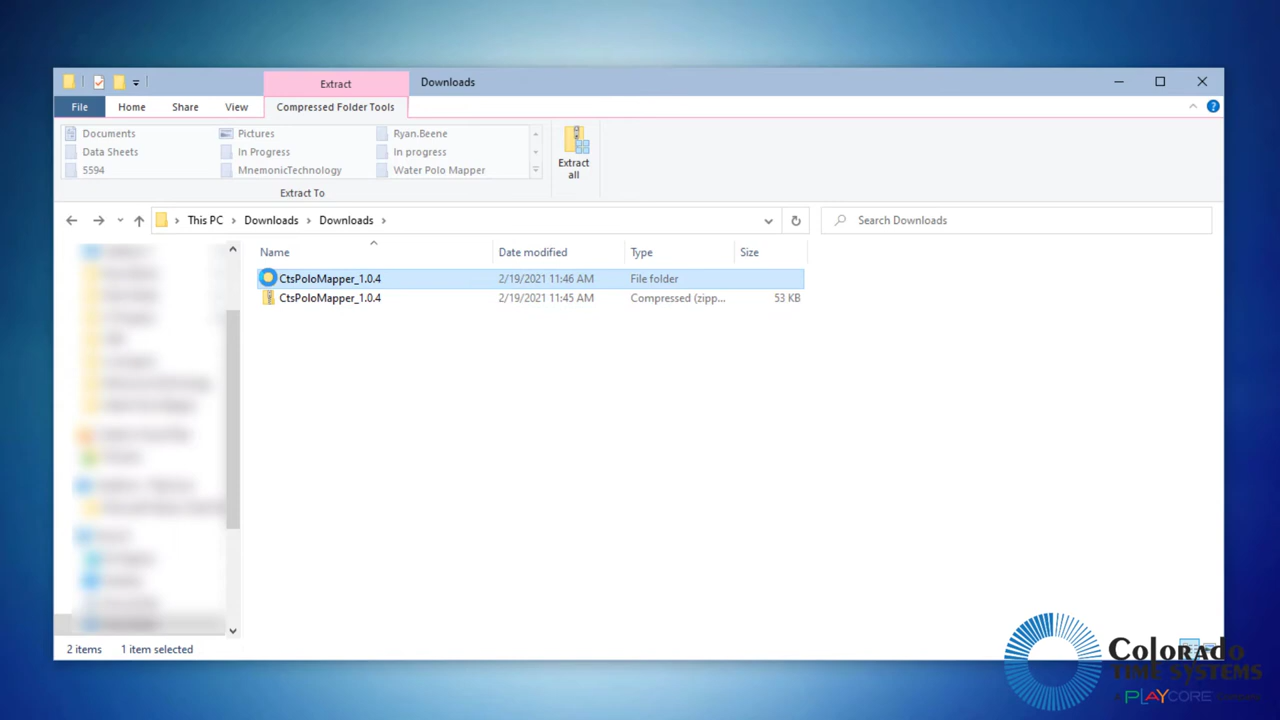 Extract
Downloads
File
Home
Share
View
Compressed Folder Tools
Documents
Pictures
Ryan.Beene
Data Sheets
In Progress
In progress
5594
MnemonicTechnology
Water Polo Mapper
Extract
all
Extract To
This PC
Downloads
Downloads
Search Downloads
Name
Date modified
Type
Size
CtsPoloMapper_1.0.4
2/19/2021 11:46 AM
File folder
CtsPoloMapper_1.0.4
2/19/2021 11:45 AM
Compressed (zipp...
53 KB
2 items
1 item selected
Colorado
TIME SYSTEMS
PLAYCORE